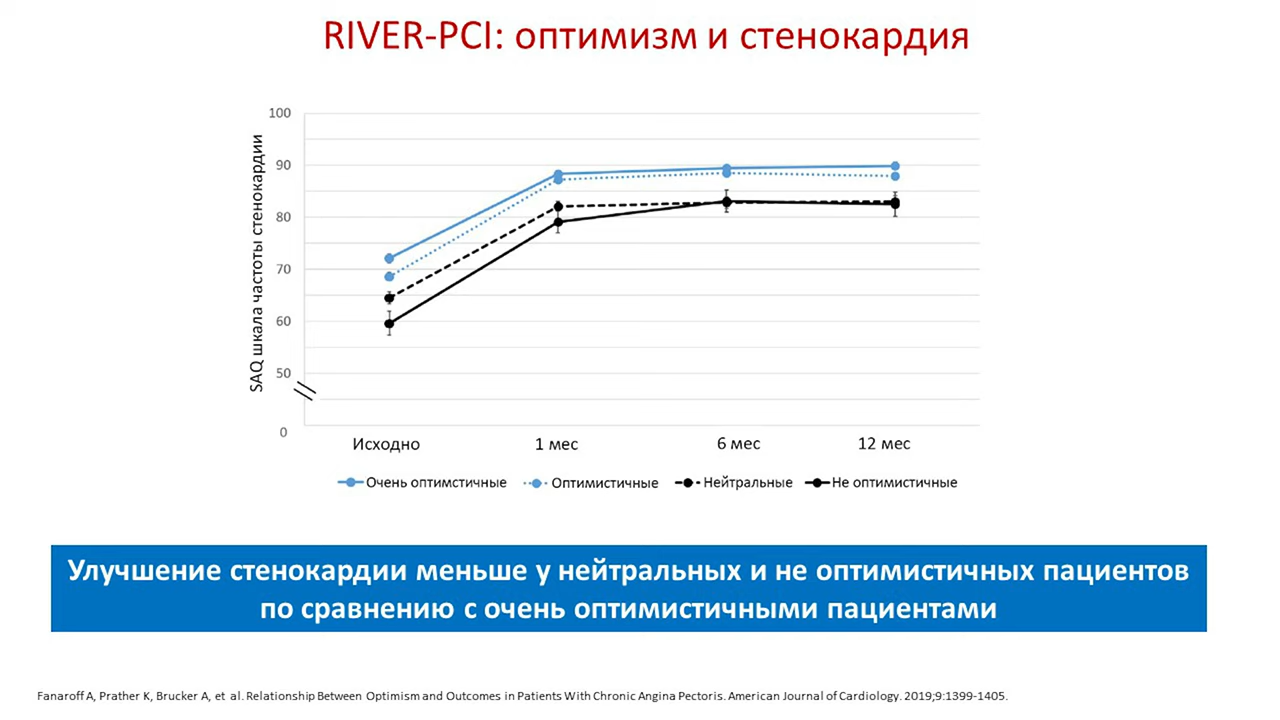 RIVER-PCI: оптимизм и стенокардия
SAQ шкала частоты стенокардии
100
90
80
70
60
50
0
Исходно 1 мес 6 мес 12 мес
Очень оптимстичные Оптимистичные Нейтральные Не оптимистичные
Улучшение стенокардии меньше у нейтральных и не оптимистичных пациентов
по сравнению с очень оптимистичными пациентами
Fanaroff A, Prather K, Brucker A, et al. Relationship Between Optimism and Outcomes in Patients With Chronic Angina Pectoris. American Journal of Cardiology. 2019;9:1399-1405.